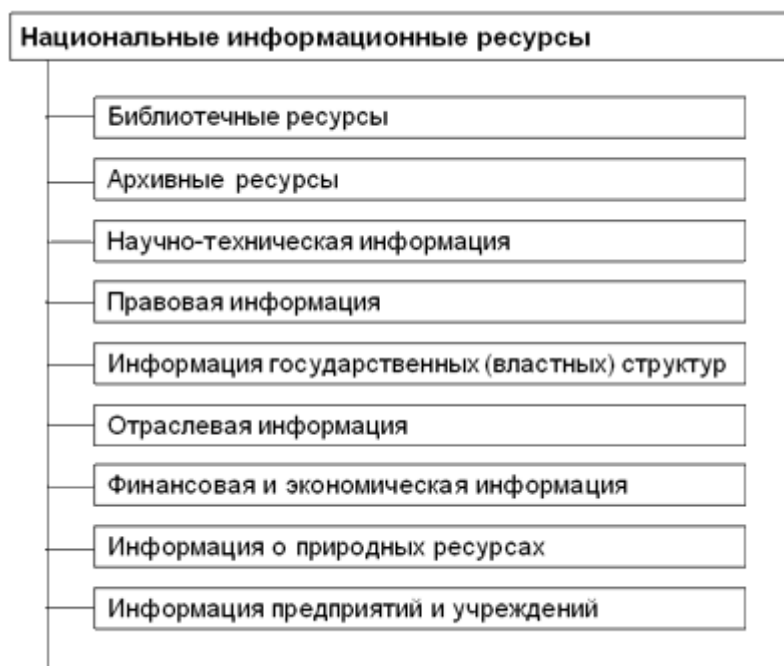 Национальные информационные ресурсы
Библиотечные ресурсы
Архивные ресурсы
Научно-техническая информация
Правовая информация
Информация государственных (властных) структур
Отраслевая информация
Финансовая и экономическая информация
Информация о природных ресурсах
Информация предприятий и учреждений